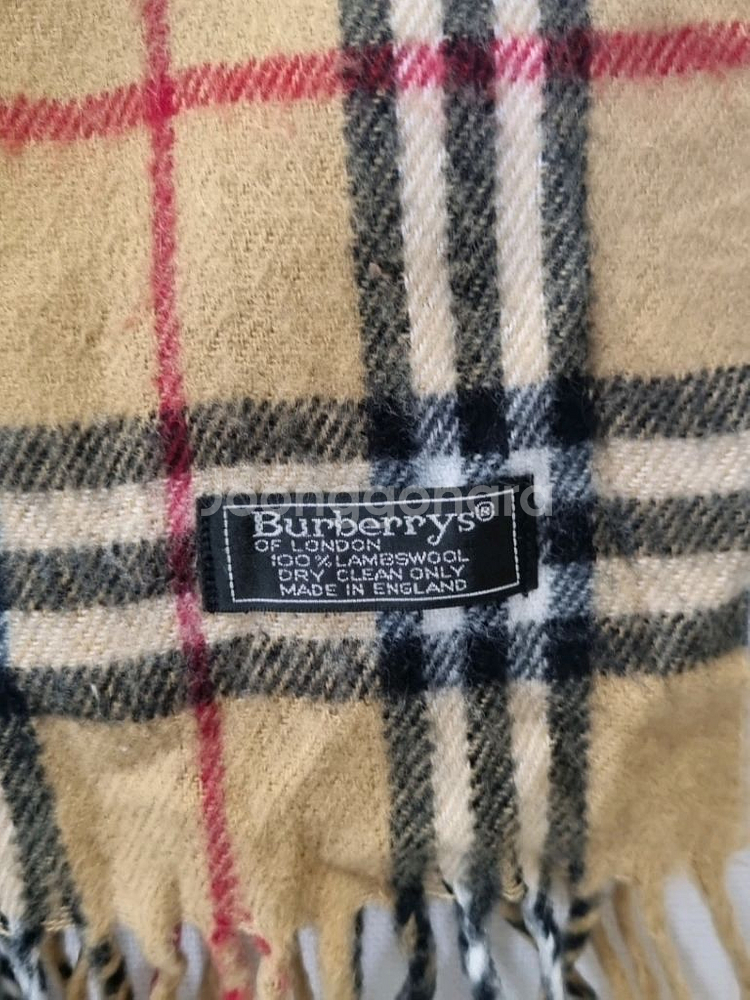 Burberrys®
OF LONDON
100% LAMBSWOOL
DRY CLEAN ONLY
MADE IN ENGLAND